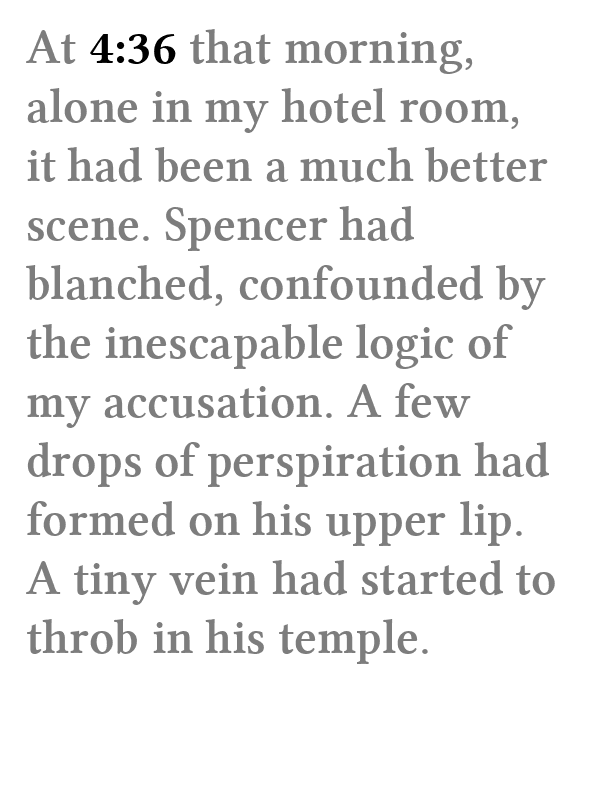 At 4:36 that morning,
alone in my hotel room,
it had been a much better
scene. Spencer had
blanched, confounded by
the inescapable logic of
my accusation. A few
drops of perspiration had
formed on his upper lip.
A tiny vein had started to
throb in his temple.